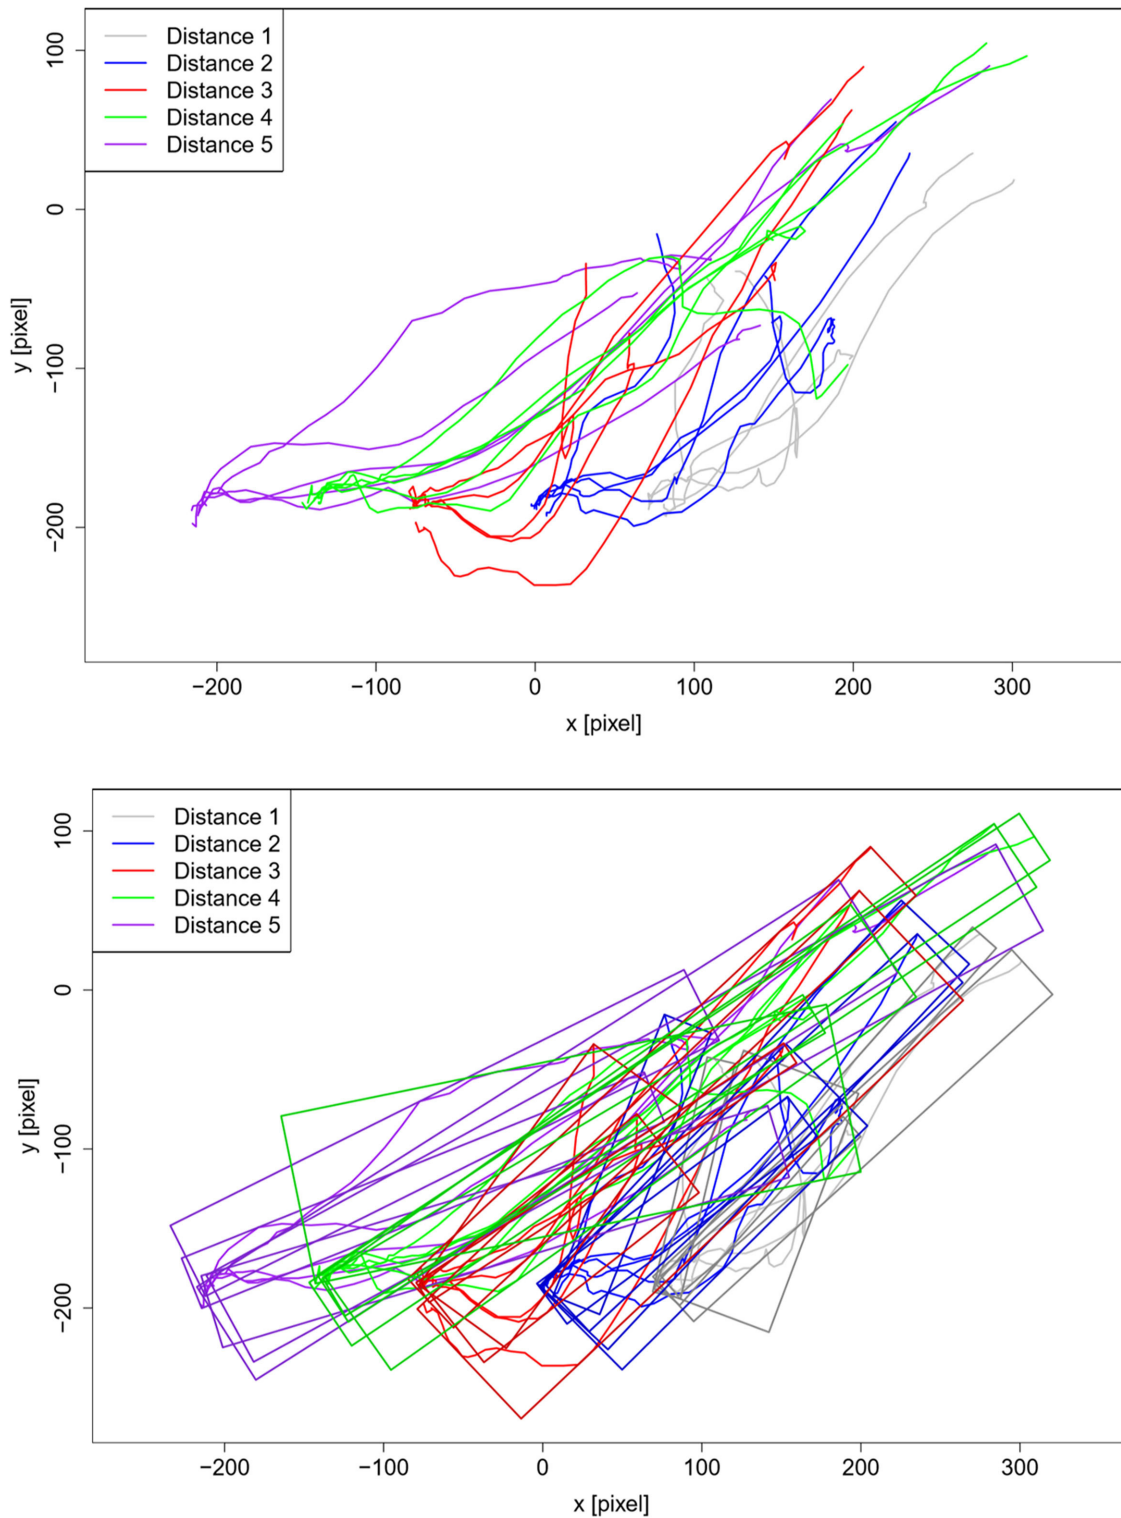 Distance 1
Distance 2
Distance 3
Distance 4
Distance 5
100
0
−100
−200
y [pixel]
−200 −100 0 100 200 300
x [pixel]
Distance 1
Distance 2
Distance 3
Distance 4
Distance 5
100
0
−100
−200
y [pixel]
−200 −100 0 100 200 300
x [pixel]